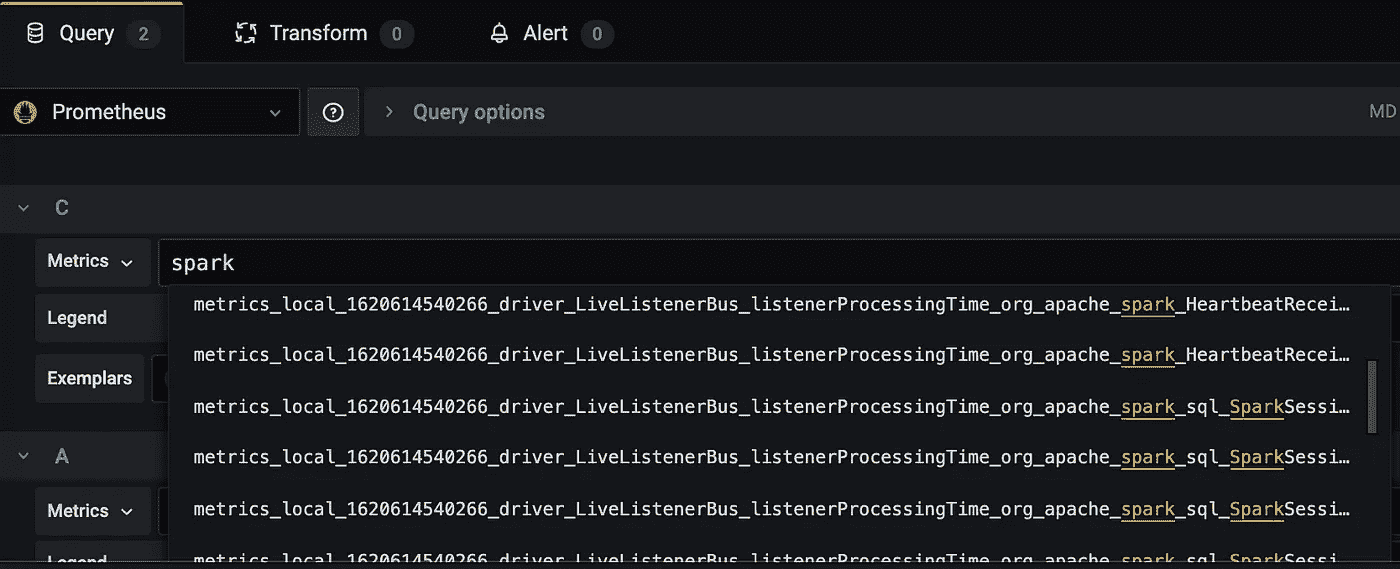 Query 2 Transform 0 Alert 0
Prometheus Query options MD
C
Metrics spark
metrics_local_1620614540266_driver_LiveListenerBus_listenerProcessingTime_org_apache_spark_HeartbeatRecei…
Legend
metrics_local_1620614540266_driver_LiveListenerBus_listenerProcessingTime_org_apache_spark_HeartbeatRecei…
Exemplars
metrics_local_1620614540266_driver_LiveListenerBus_listenerProcessingTime_org_apache_spark_sql_SparkSessi…
A
metrics_local_1620614540266_driver_LiveListenerBus_listenerProcessingTime_org_apache_spark_sql_SparkSessi…
Metrics
metrics_local_1620614540266_driver_LiveListenerBus_listenerProcessingTime_org_apache_spark_sql_SparkSessi…
Legend
metrics_local_1620614540266_driver_LiveListenerBus_listenerProcessingTime_org_apache_spark_sql_SparkSessi…